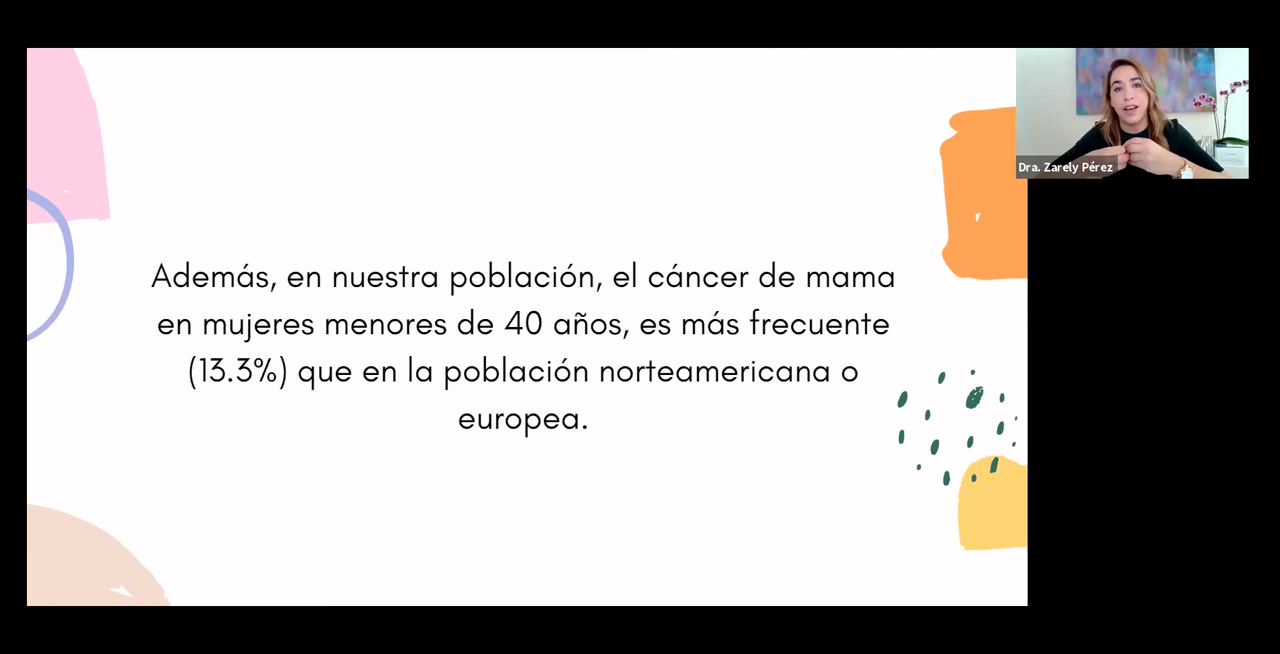 Además, en nuestra población, el cáncer de mama
en mujeres menores de 40 años, es más frecuente
(13.3%) que en la población norteamericana o
europea.
Dra. Zarely Pérez